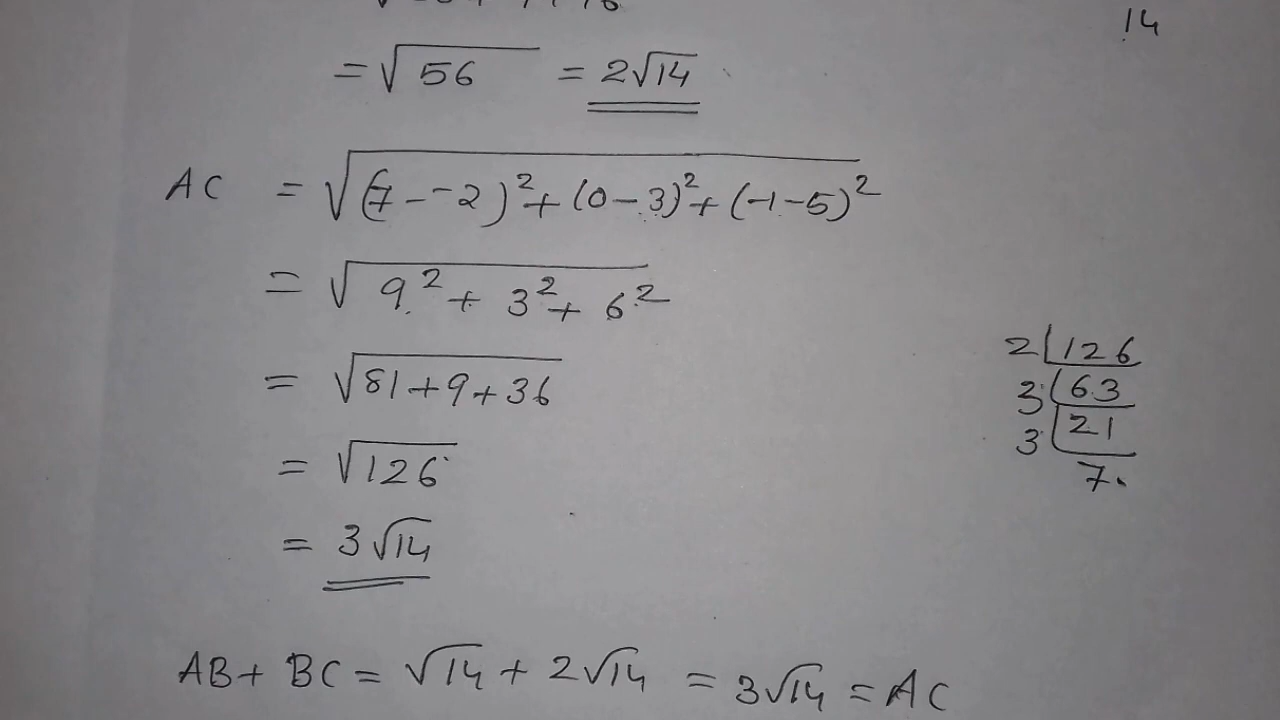 14
= √56 = 2√14
AC = √(7 - -2)² + (0 - 3)² + (-1 - 5)²
= √9² + 3² + 6²
= √81 + 9 + 36
= √126
= 3√14
2 | 126
3 | 63
3 | 21
7
AB + BC = √14 + 2√14 = 3√14 = AC